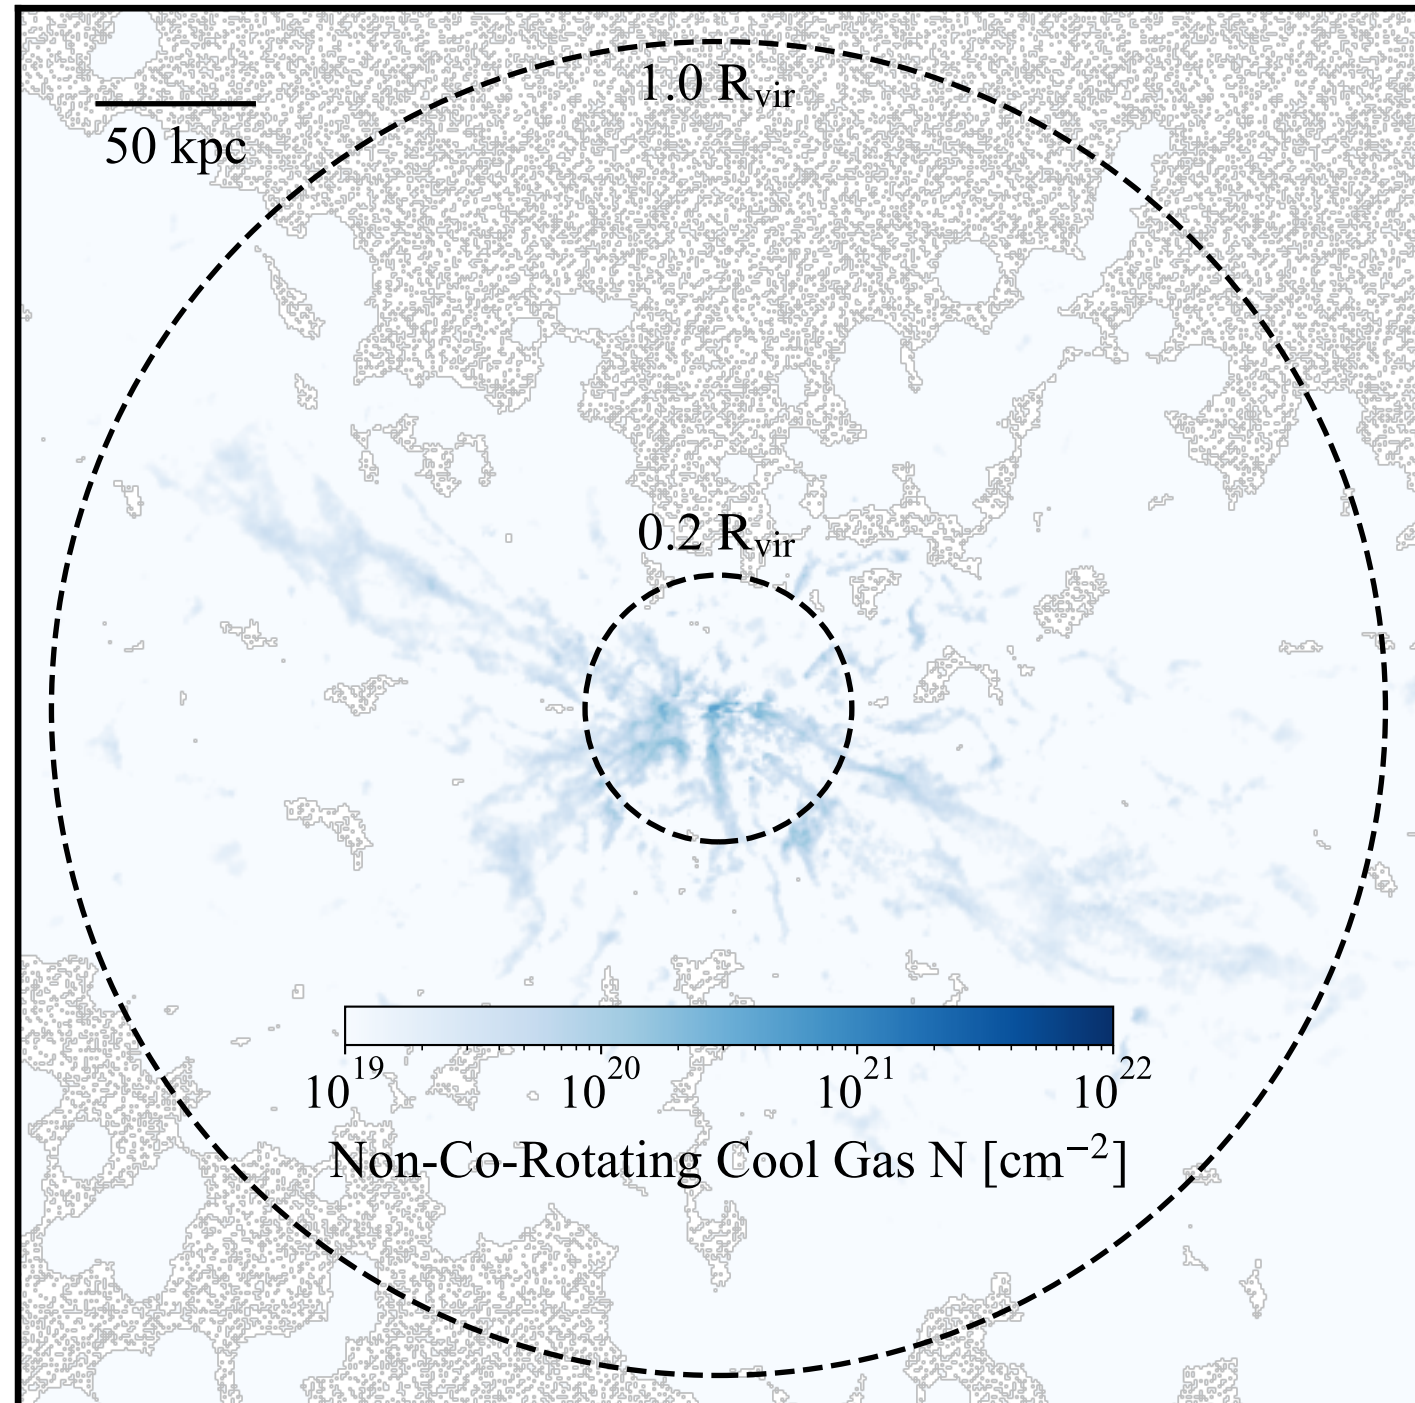 1.0 R_vir
50 kpc
0.2 R_vir
10^19 10^20 10^21 10^22
Non-Co-Rotating Cool Gas N [cm^−2]